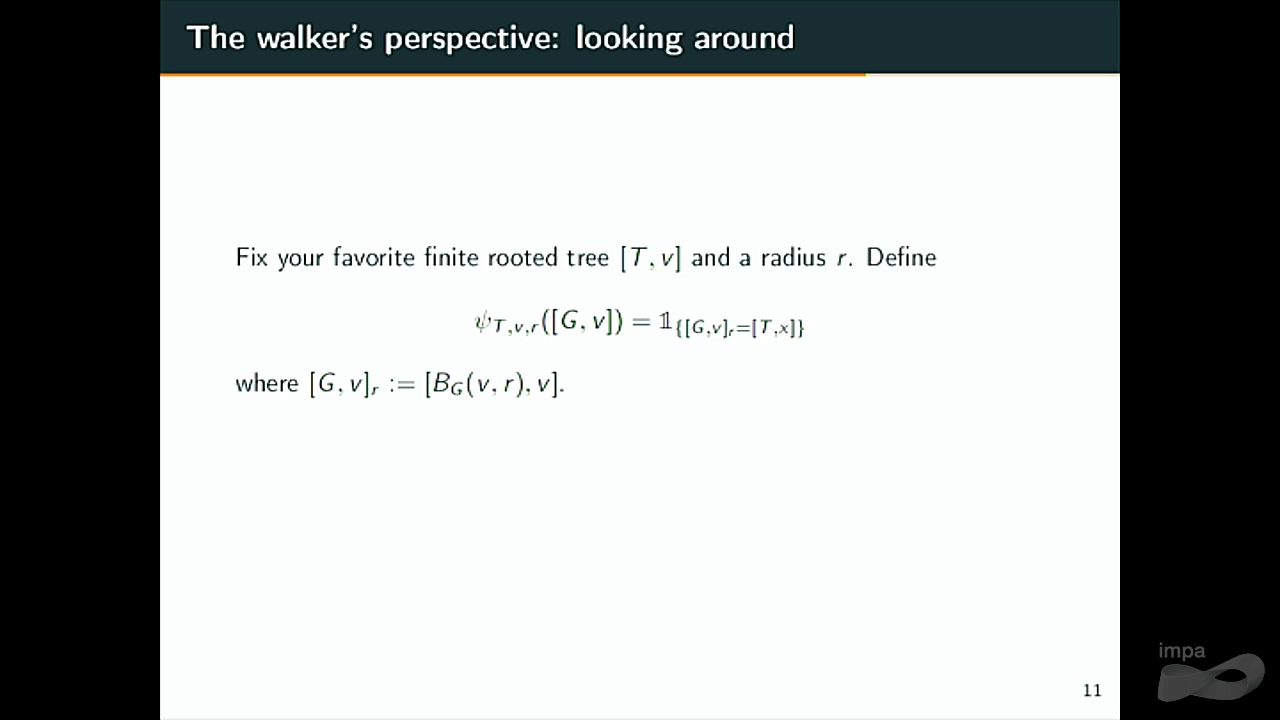 The walker's perspective: looking around
Fix your favorite finite rooted tree [T, v] and a radius r. Define
ψ_{T,v,r}([G, v]) = 𝟙_{{[G,v]_r=[T,x]}}
where [G, v]_r := [B_G(v, r), v].
impa
11